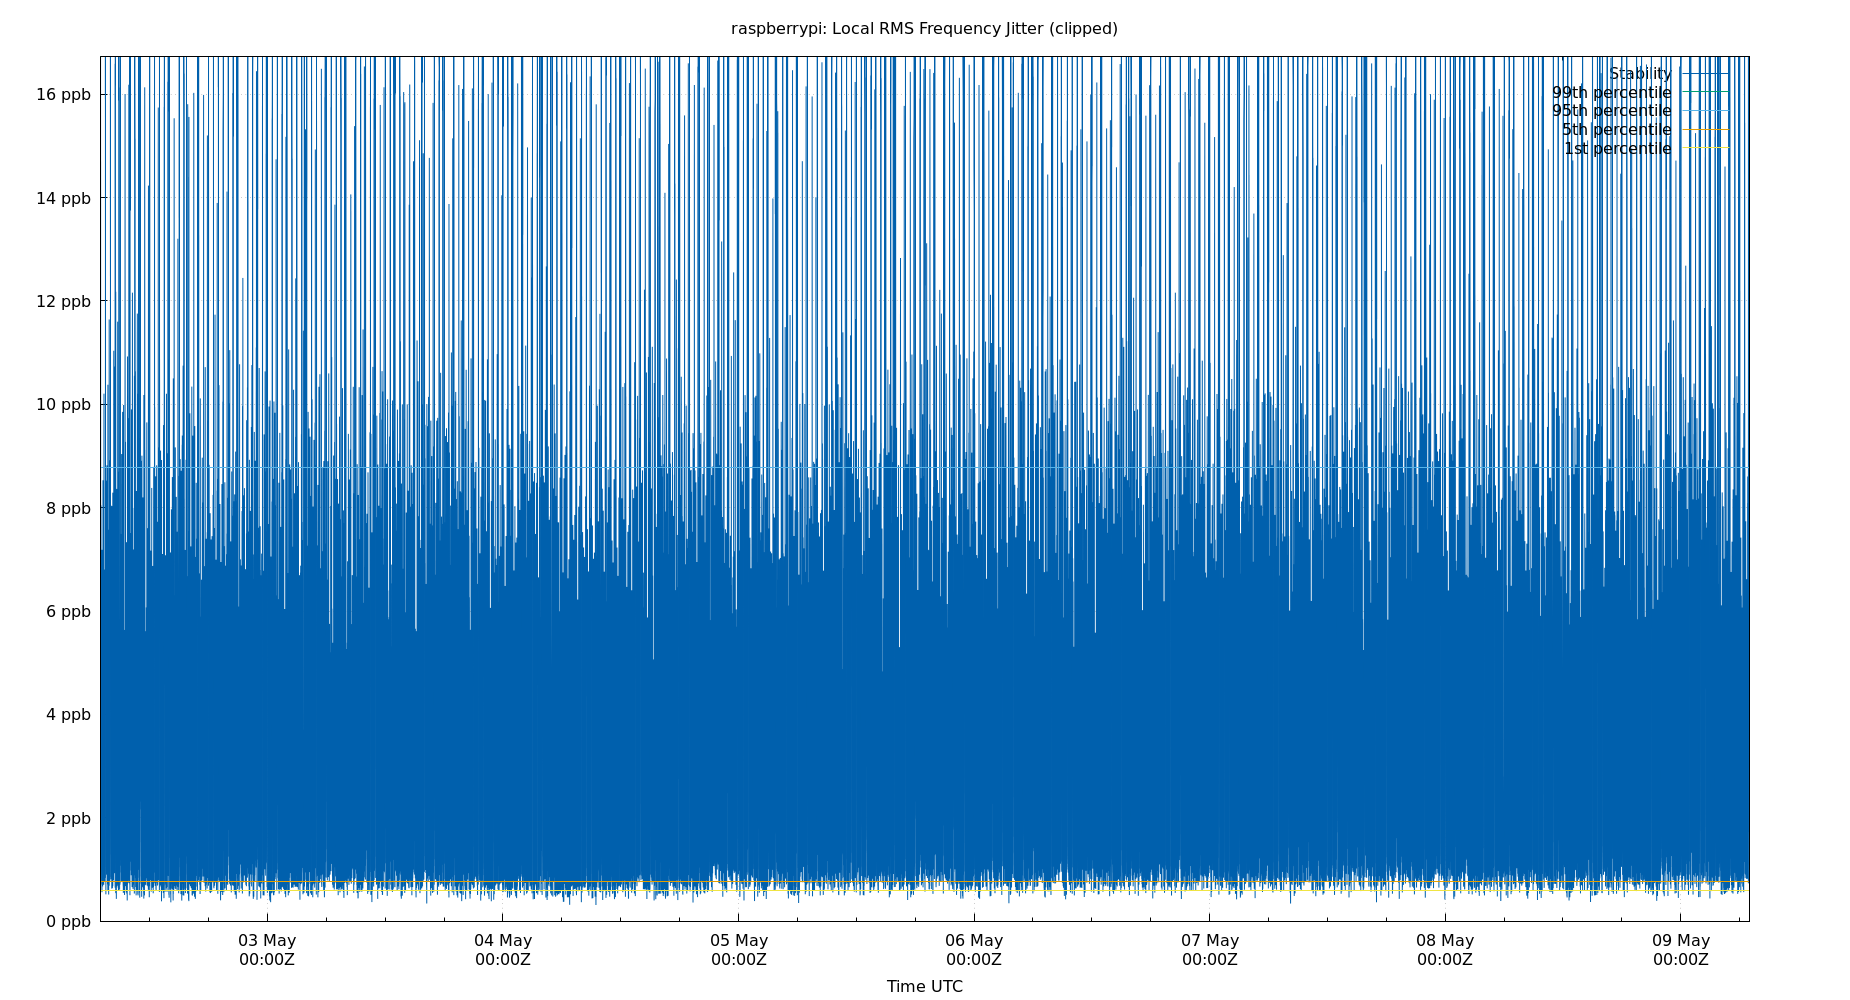 raspberrypi: Local RMS Frequency Jitter (clipped)
16 ppb
14 ppb
12 ppb
10 ppb
8 ppb
6 ppb
4 ppb
2 ppb
0 ppb
Stability
99th percentile
95th percentile
5th percentile
1st percentile
03 May 04 May 05 May 06 May 07 May 08 May 09 May
00:00Z 00:00Z 00:00Z 00:00Z 00:00Z 00:00Z 00:00Z
Time UTC